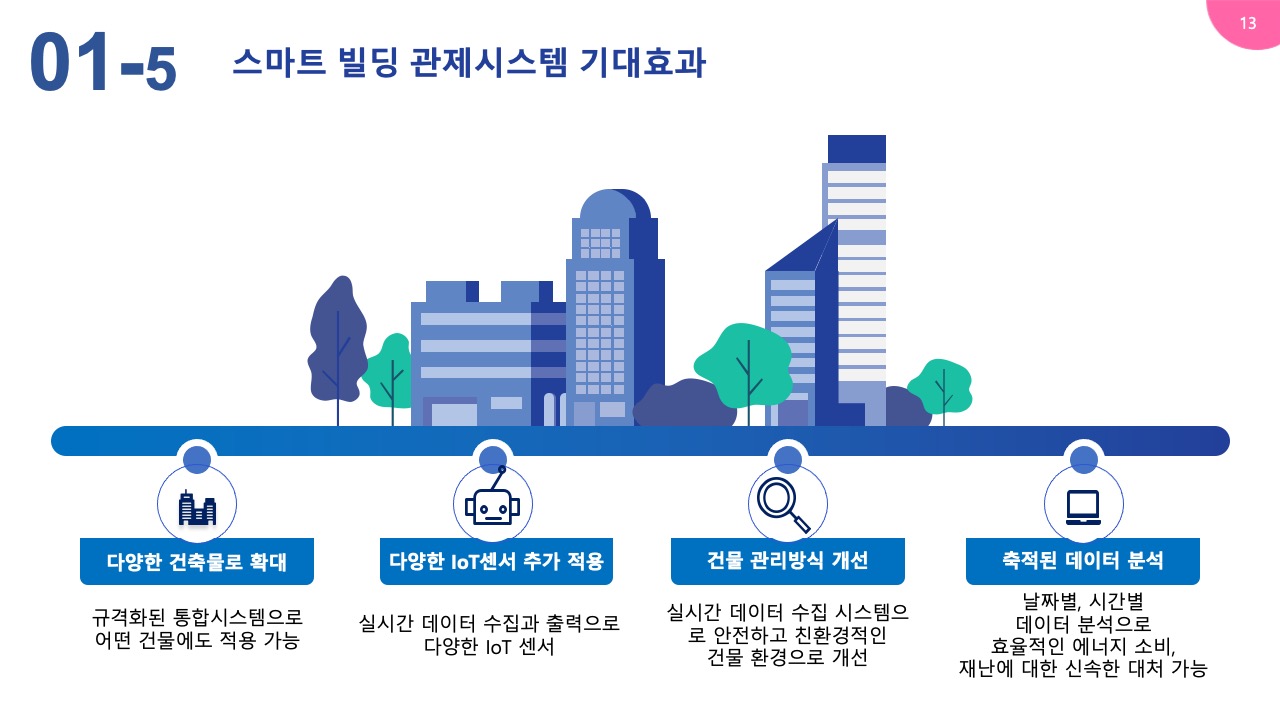 13
01-5
스마트 빌딩 관제시스템 기대효과
다양한 건축물로 확대
규격화된 통합시스템으로
어떤 건물에도 적용 가능
다양한 IoT센서 추가 적용
실시간 데이터 수집과 출력으로
다양한 IoT 센서
건물 관리방식 개선
실시간 데이터 수집 시스템으
로 안전하고 친환경적인
건물 환경으로 개선
축적된 데이터 분석
날짜별, 시간별
데이터 분석으로
효율적인 에너지 소비,
재난에 대한 신속한 대처 가능